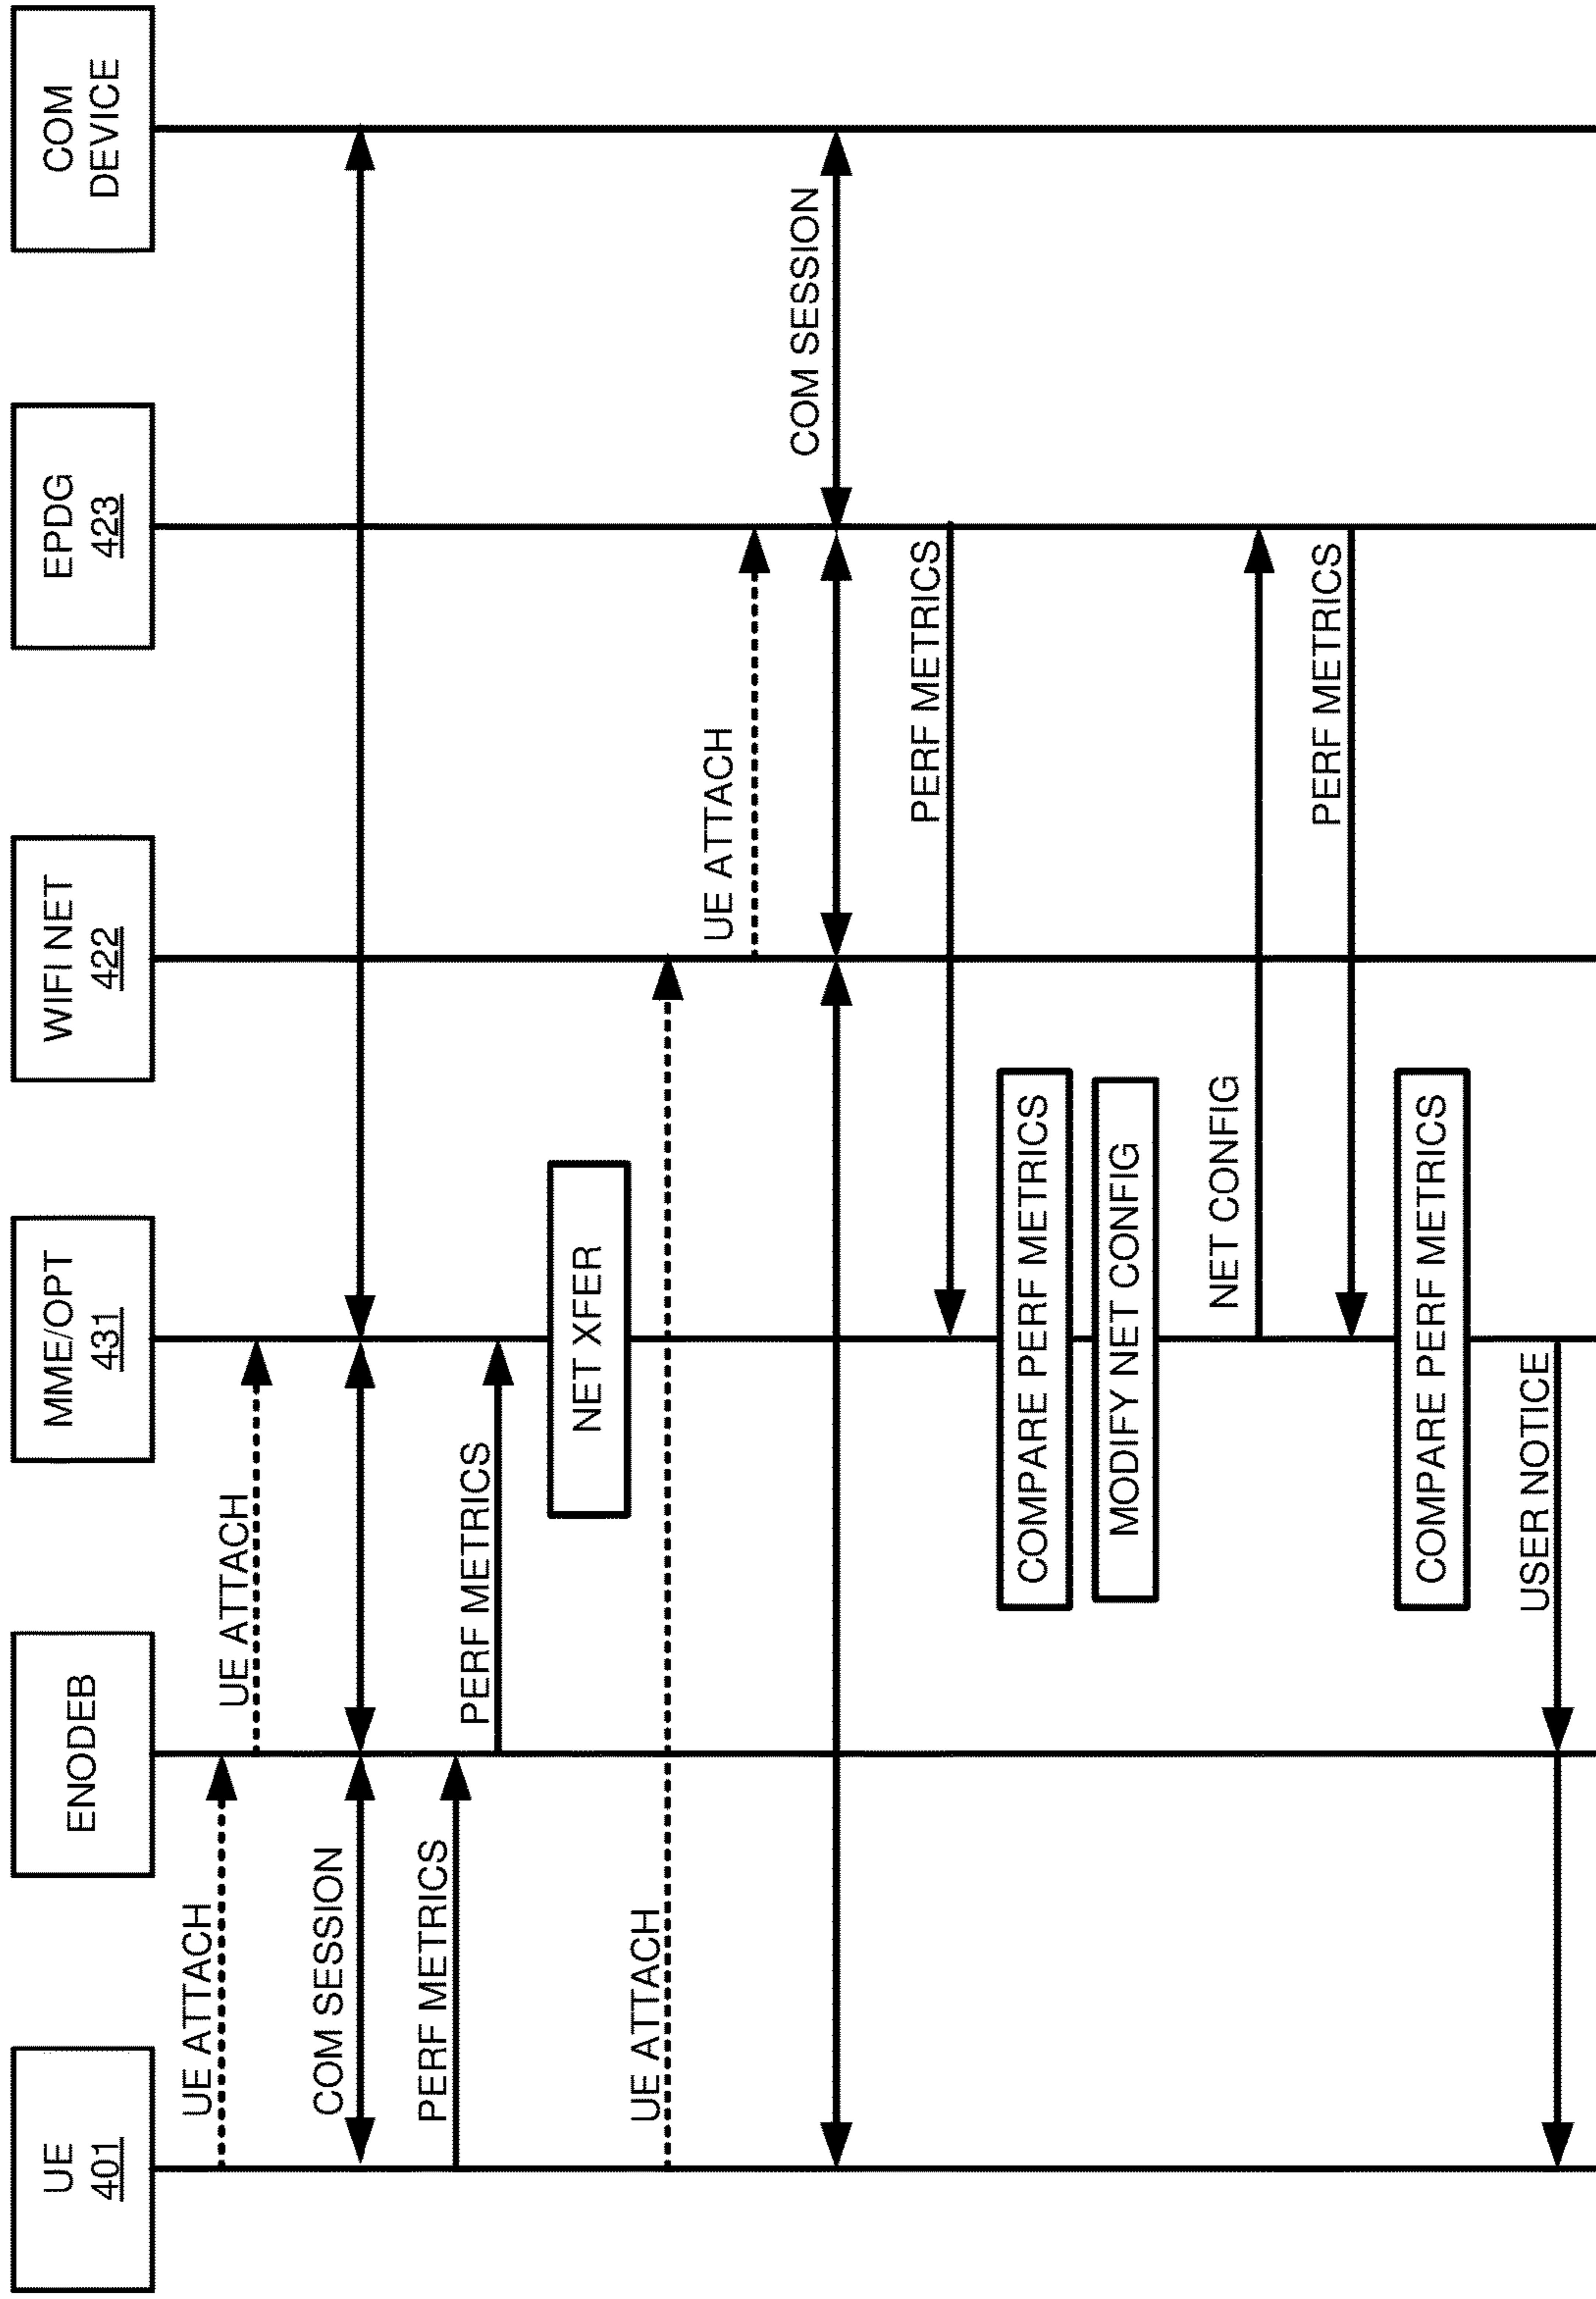 UE
401
ENODEB
MME/OPT
431
WIFI NET
422
EPDG
423
COM
DEVICE
UE ATTACH
UE ATTACH
COM SESSION
PERF METRICS
PERF METRICS
NET XFER
UE ATTACH
UE ATTACH
COM SESSION
PERF METRICS
COMPARE PERF METRICS
MODIFY NET CONFIG
NET CONFIG
PERF METRICS
COMPARE PERF METRICS
USER NOTICE